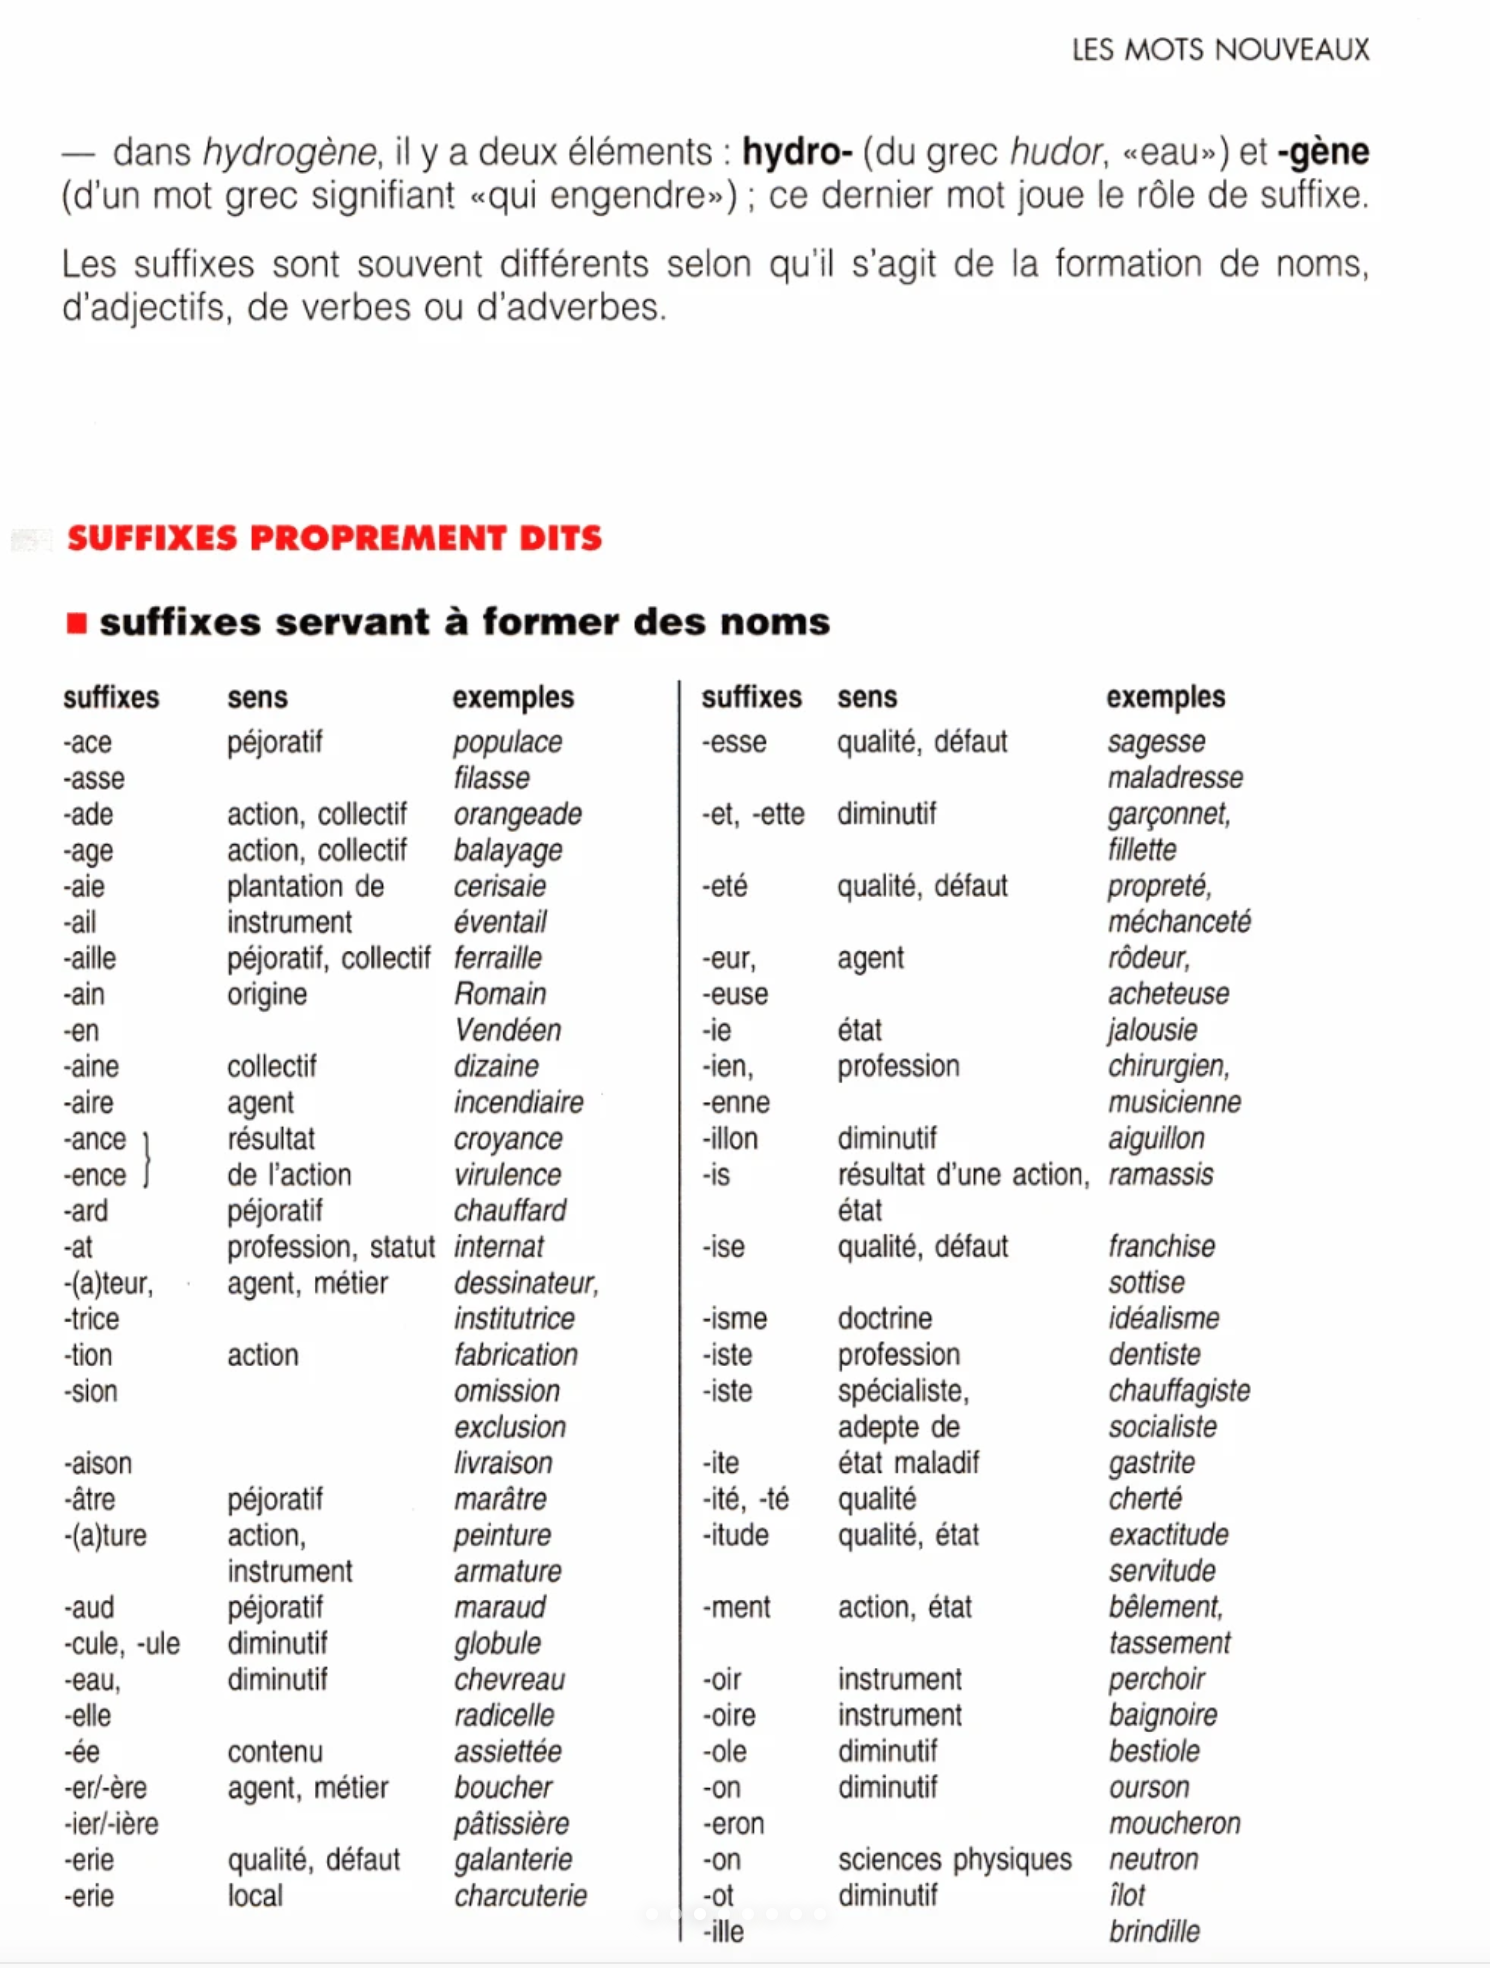 LES MOTS NOUVEAUX
— dans hydrogène, il y a deux éléments : hydro- (du grec hudor, «eau») et -gène
(d'un mot grec signifiant «qui engendre») ; ce dernier mot joue le rôle de suffixe.
Les suffixes sont souvent différents selon qu'il s'agit de la formation de noms,
d'adjectifs, de verbes ou d'adverbes.
SUFFIXES PROPREMENT DITS
suffixes servant à former des noms
suffixes sens exemples
-ace péjoratif populace
-asse filasse
-ade action, collectif orangeade
-age action, collectif balayage
-aie plantation de cerisaie
-ail instrument éventail
-aille péjoratif, collectif ferraille
-ain origine Romain
-en Vendéen
-aine collectif dizaine
-aire agent incendiaire
-ance } résultat croyance
-ence de l'action virulence
-ard péjoratif chauffard
-at profession, statut internat
-(a)teur, agent, métier dessinateur,
-trice institutrice
-tion action fabrication
-sion omission
exclusion
-aison livraison
-âtre péjoratif marâtre
-(a)ture action, peinture
instrument armature
-aud péjoratif maraud
-cule, -ule diminutif globule
-eau, diminutif chevreau
-elle radicelle
-ée contenu assiettée
-er/-ère agent, métier boucher
-ier/-ière pâtissière
-erie qualité, défaut galanterie
-erie local charcuterie
suffixes sens exemples
-esse qualité, défaut sagesse
maladresse
-et, -ette diminutif garçonnet,
fillette
-eté qualité, défaut propreté,
méchanceté
-eur, agent rôdeur,
-euse acheteuse
-ie état jalousie
-ien, profession chirurgien,
-enne musicienne
-illon diminutif aiguillon
-is résultat d'une action, ramassis
état
-ise qualité, défaut franchise
sottise
-isme doctrine idéalisme
-iste profession dentiste
-iste spécialiste, chauffagiste
adepte de socialiste
-ite état maladif gastrite
-ité, -té qualité cherté
-itude qualité, état exactitude
servitude
-ment action, état bêlement,
tassement
-oir instrument perchoir
-oire instrument baignoire
-ole diminutif bestiole
-on diminutif ourson
-eron moucheron
-on sciences physiques neutron
-ot diminutif îlot
-ille brindille